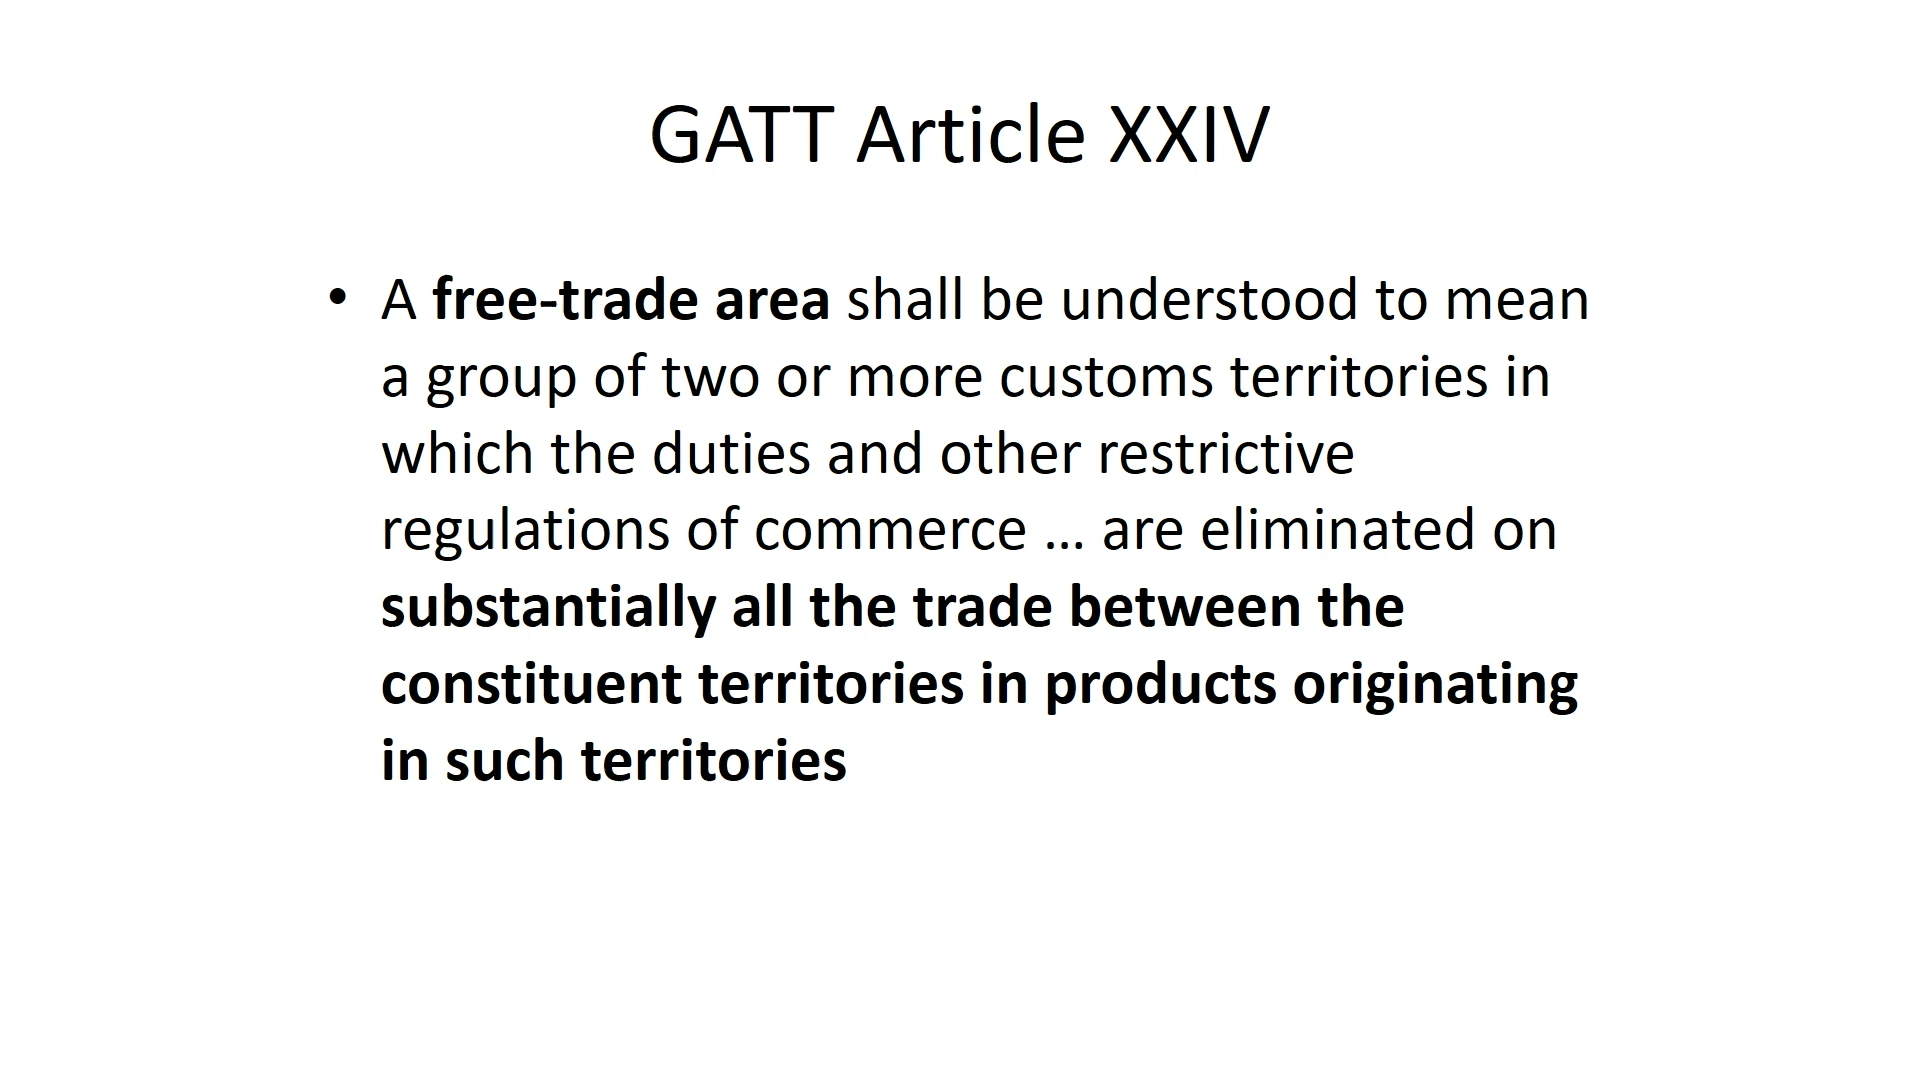 GATT Article XXIV
• A free-trade area shall be understood to mean
a group of two or more customs territories in
which the duties and other restrictive
regulations of commerce … are eliminated on
substantially all the trade between the
constituent territories in products originating
in such territories